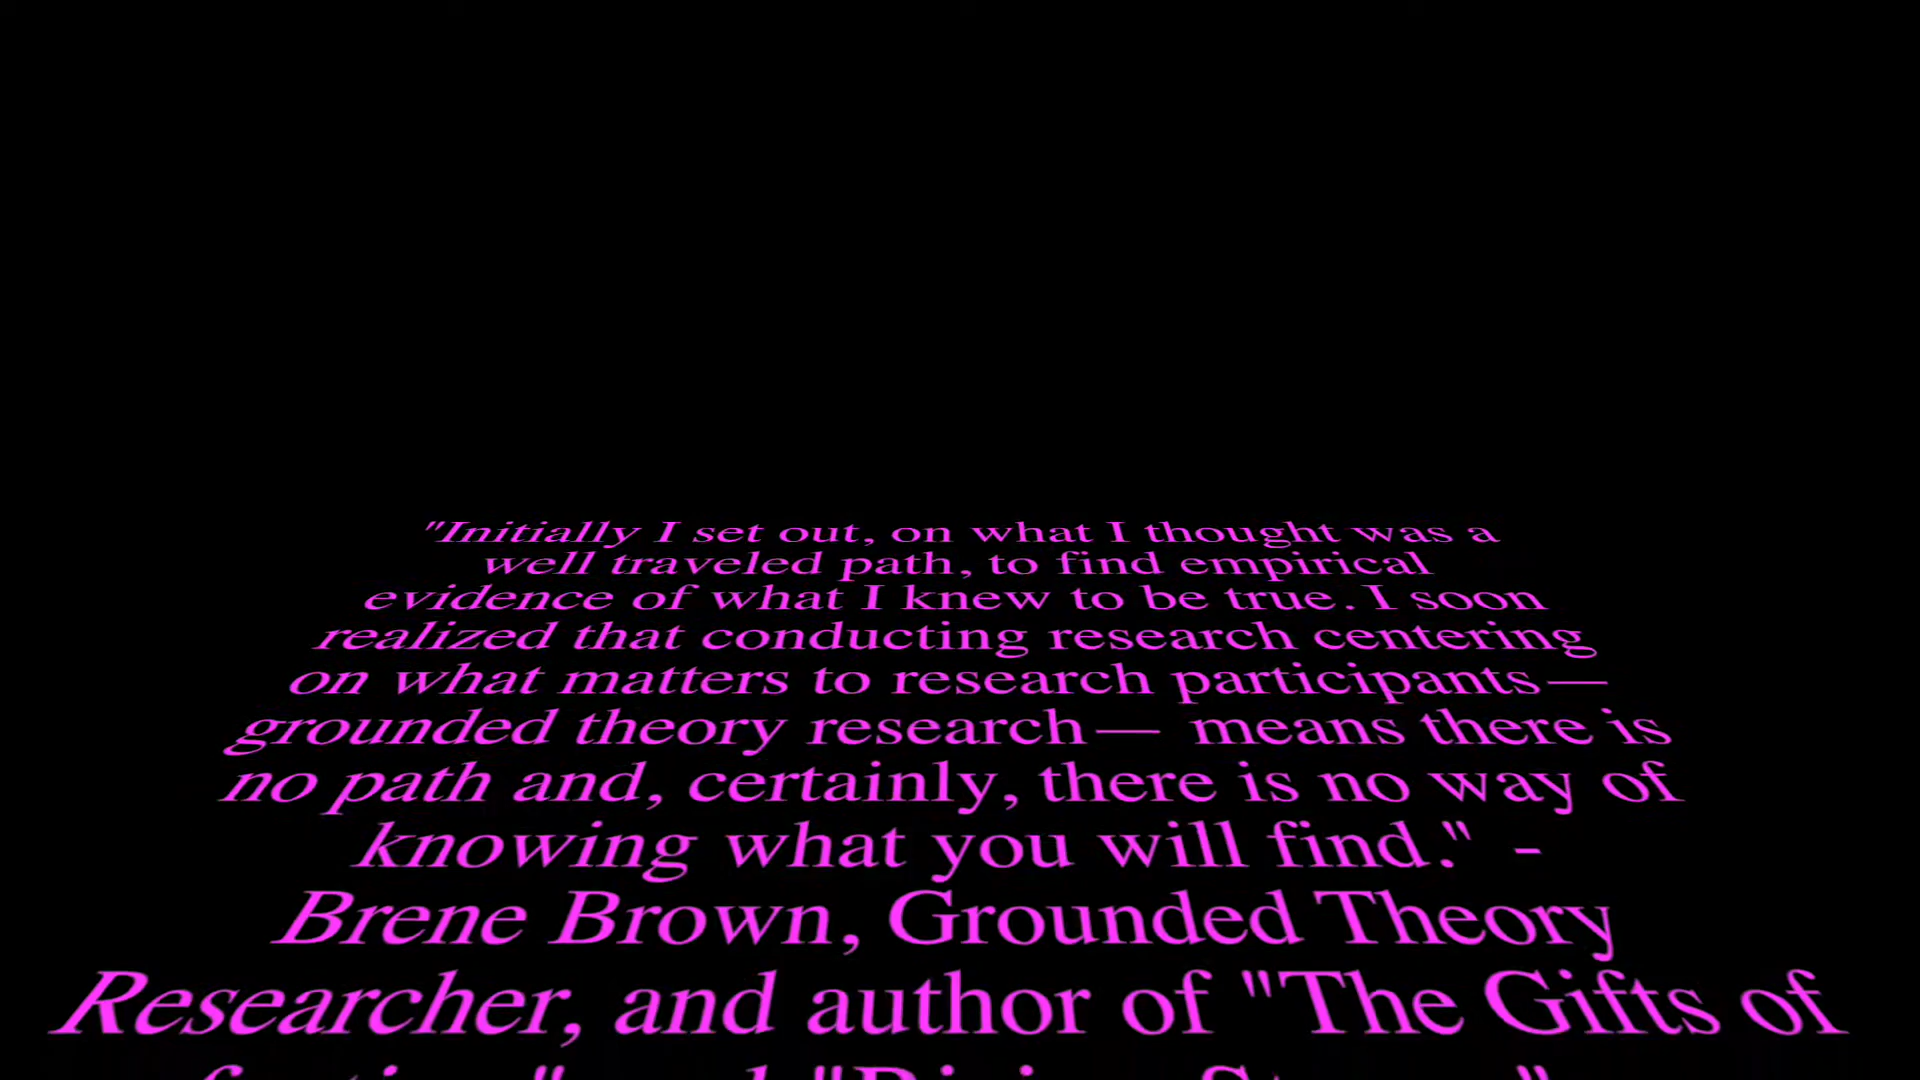 "Initially I set out, on what I thought was a
well traveled path, to find empirical
evidence of what I knew to be true. I soon
realized that conducting research centering
on what matters to research participants—
grounded theory research— means there is
no path and, certainly, there is no way of
knowing what you will find." -
Brene Brown, Grounded Theory
Researcher, and author of "The Gifts of